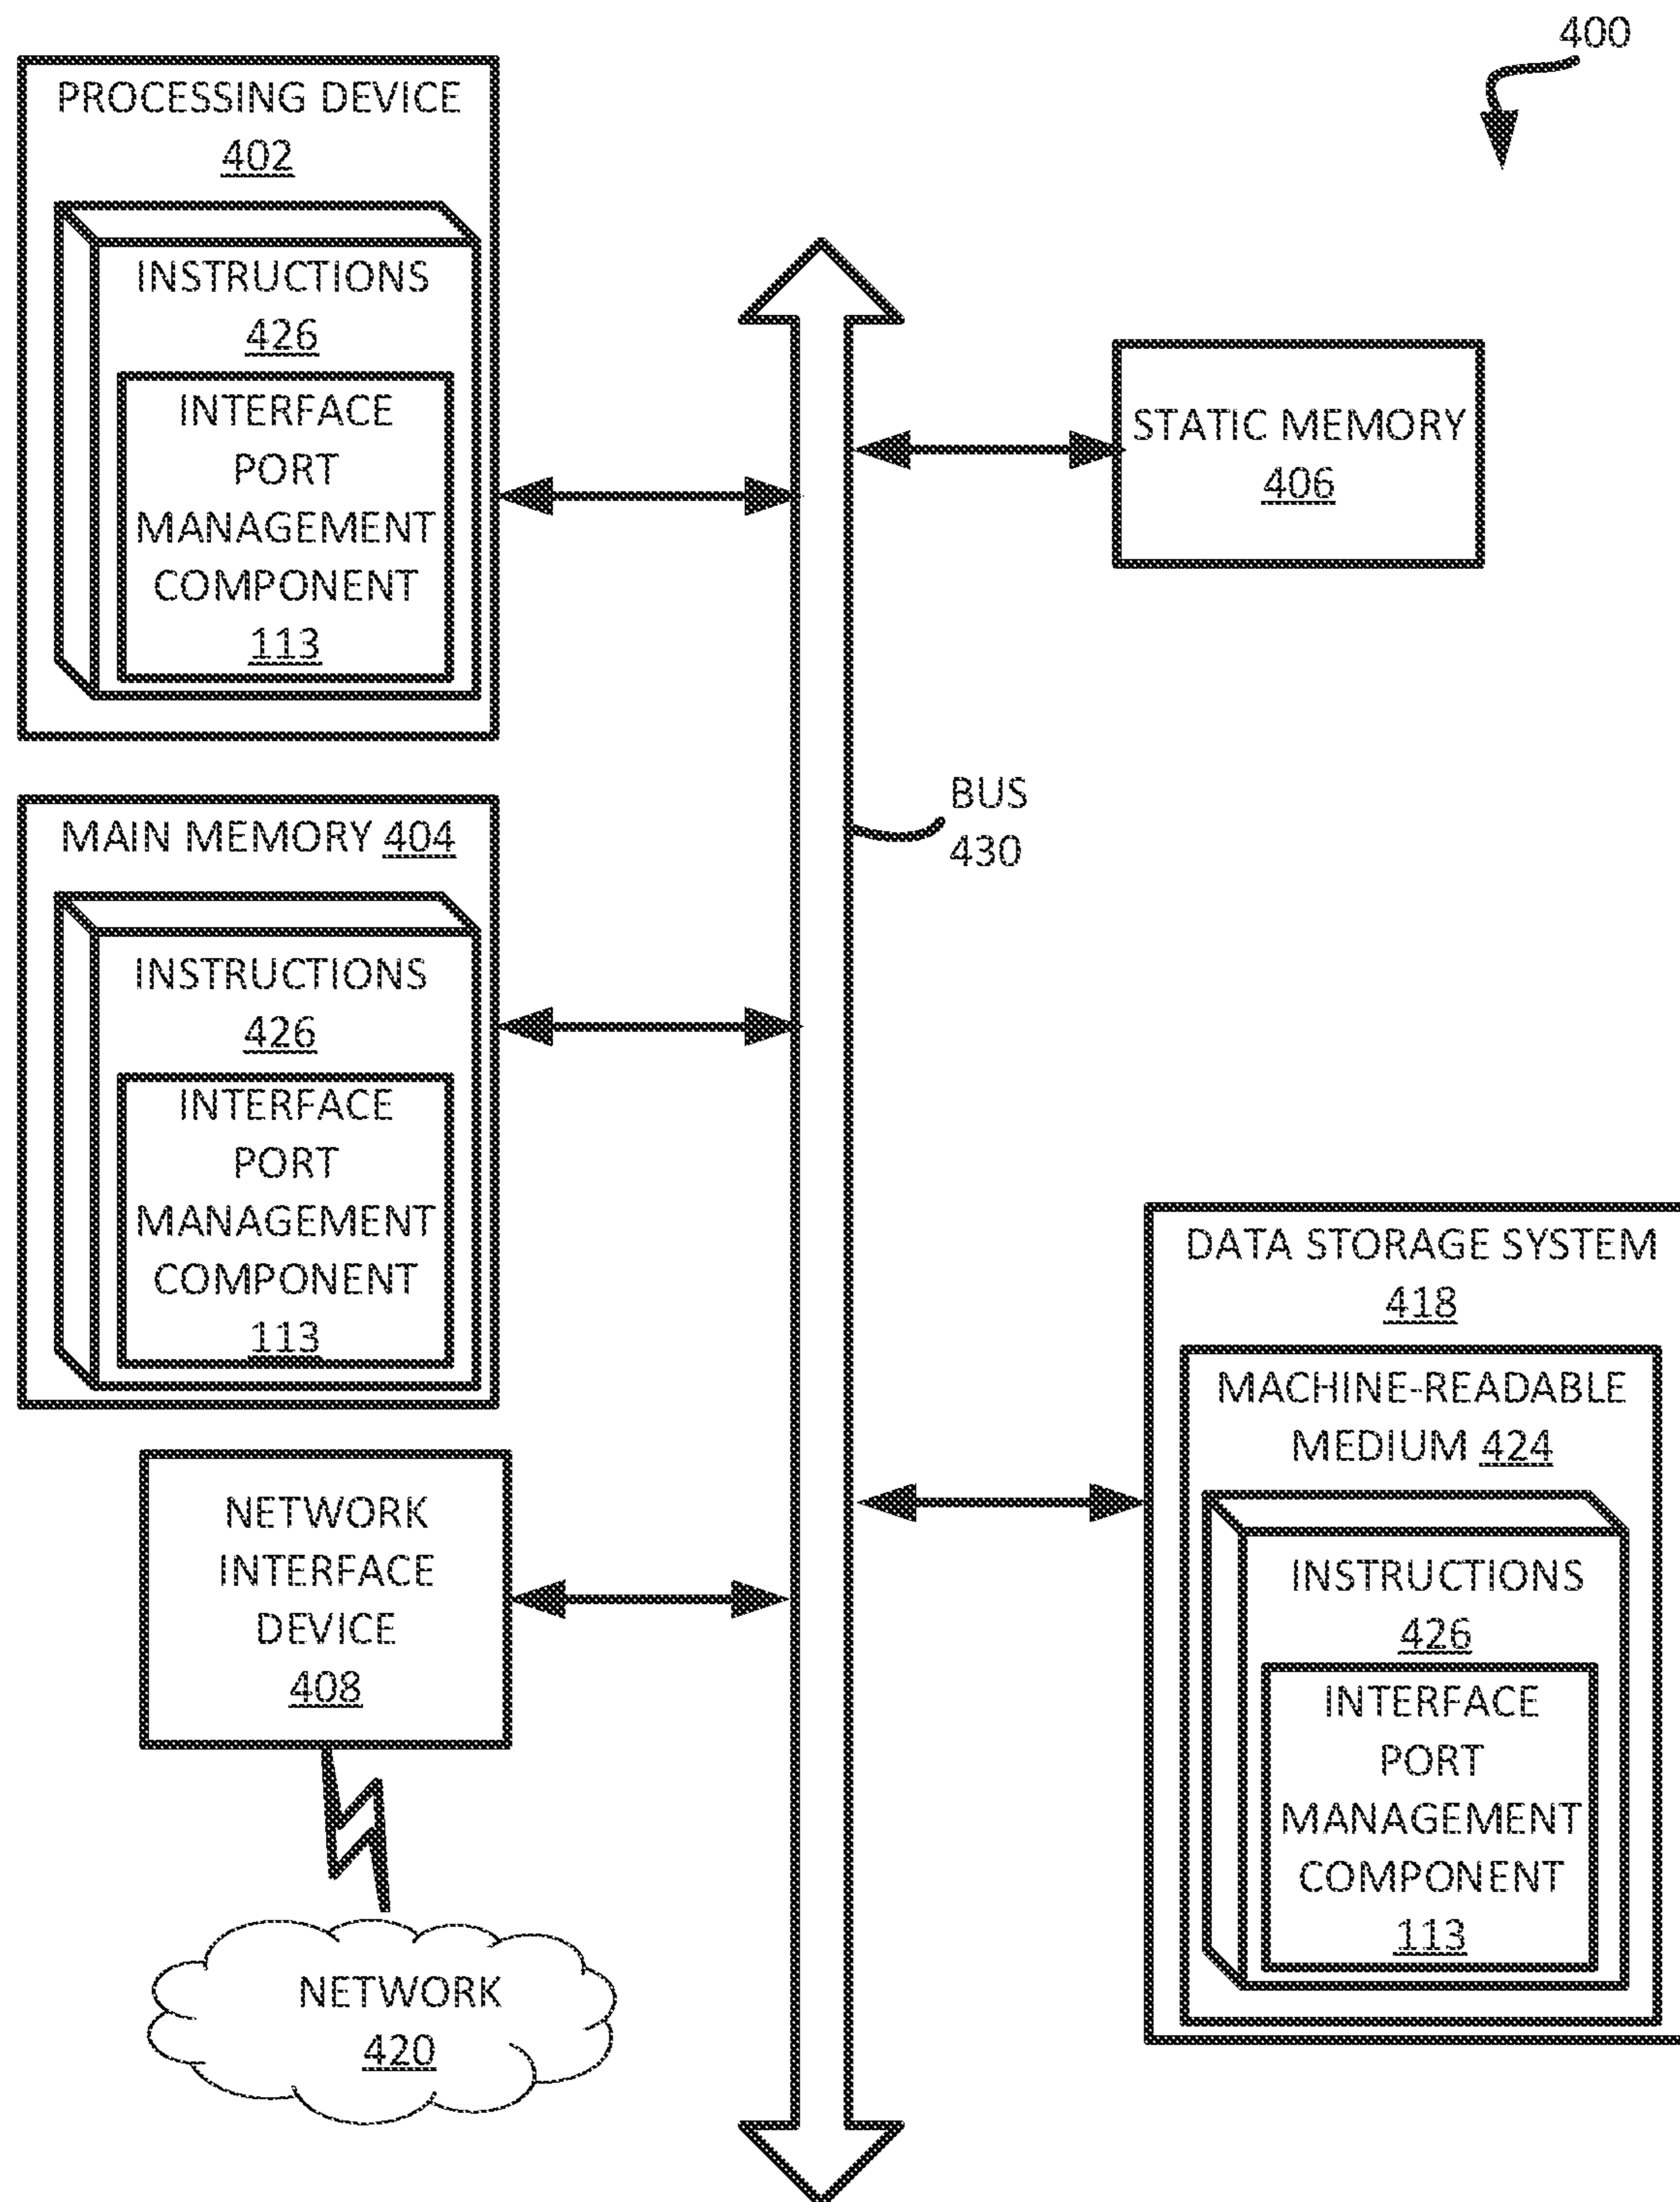 400
PROCESSING DEVICE
402
INSTRUCTIONS
426
INTERFACE
PORT
MANAGEMENT
COMPONENT
113
STATIC MEMORY
406
BUS
430
MAIN MEMORY 404
INSTRUCTIONS
426
INTERFACE
PORT
MANAGEMENT
COMPONENT
113
DATA STORAGE SYSTEM
418
MACHINE-READABLE
MEDIUM 424
INSTRUCTIONS
426
INTERFACE
PORT
MANAGEMENT
COMPONENT
113
NETWORK
INTERFACE
DEVICE
408
NETWORK
420